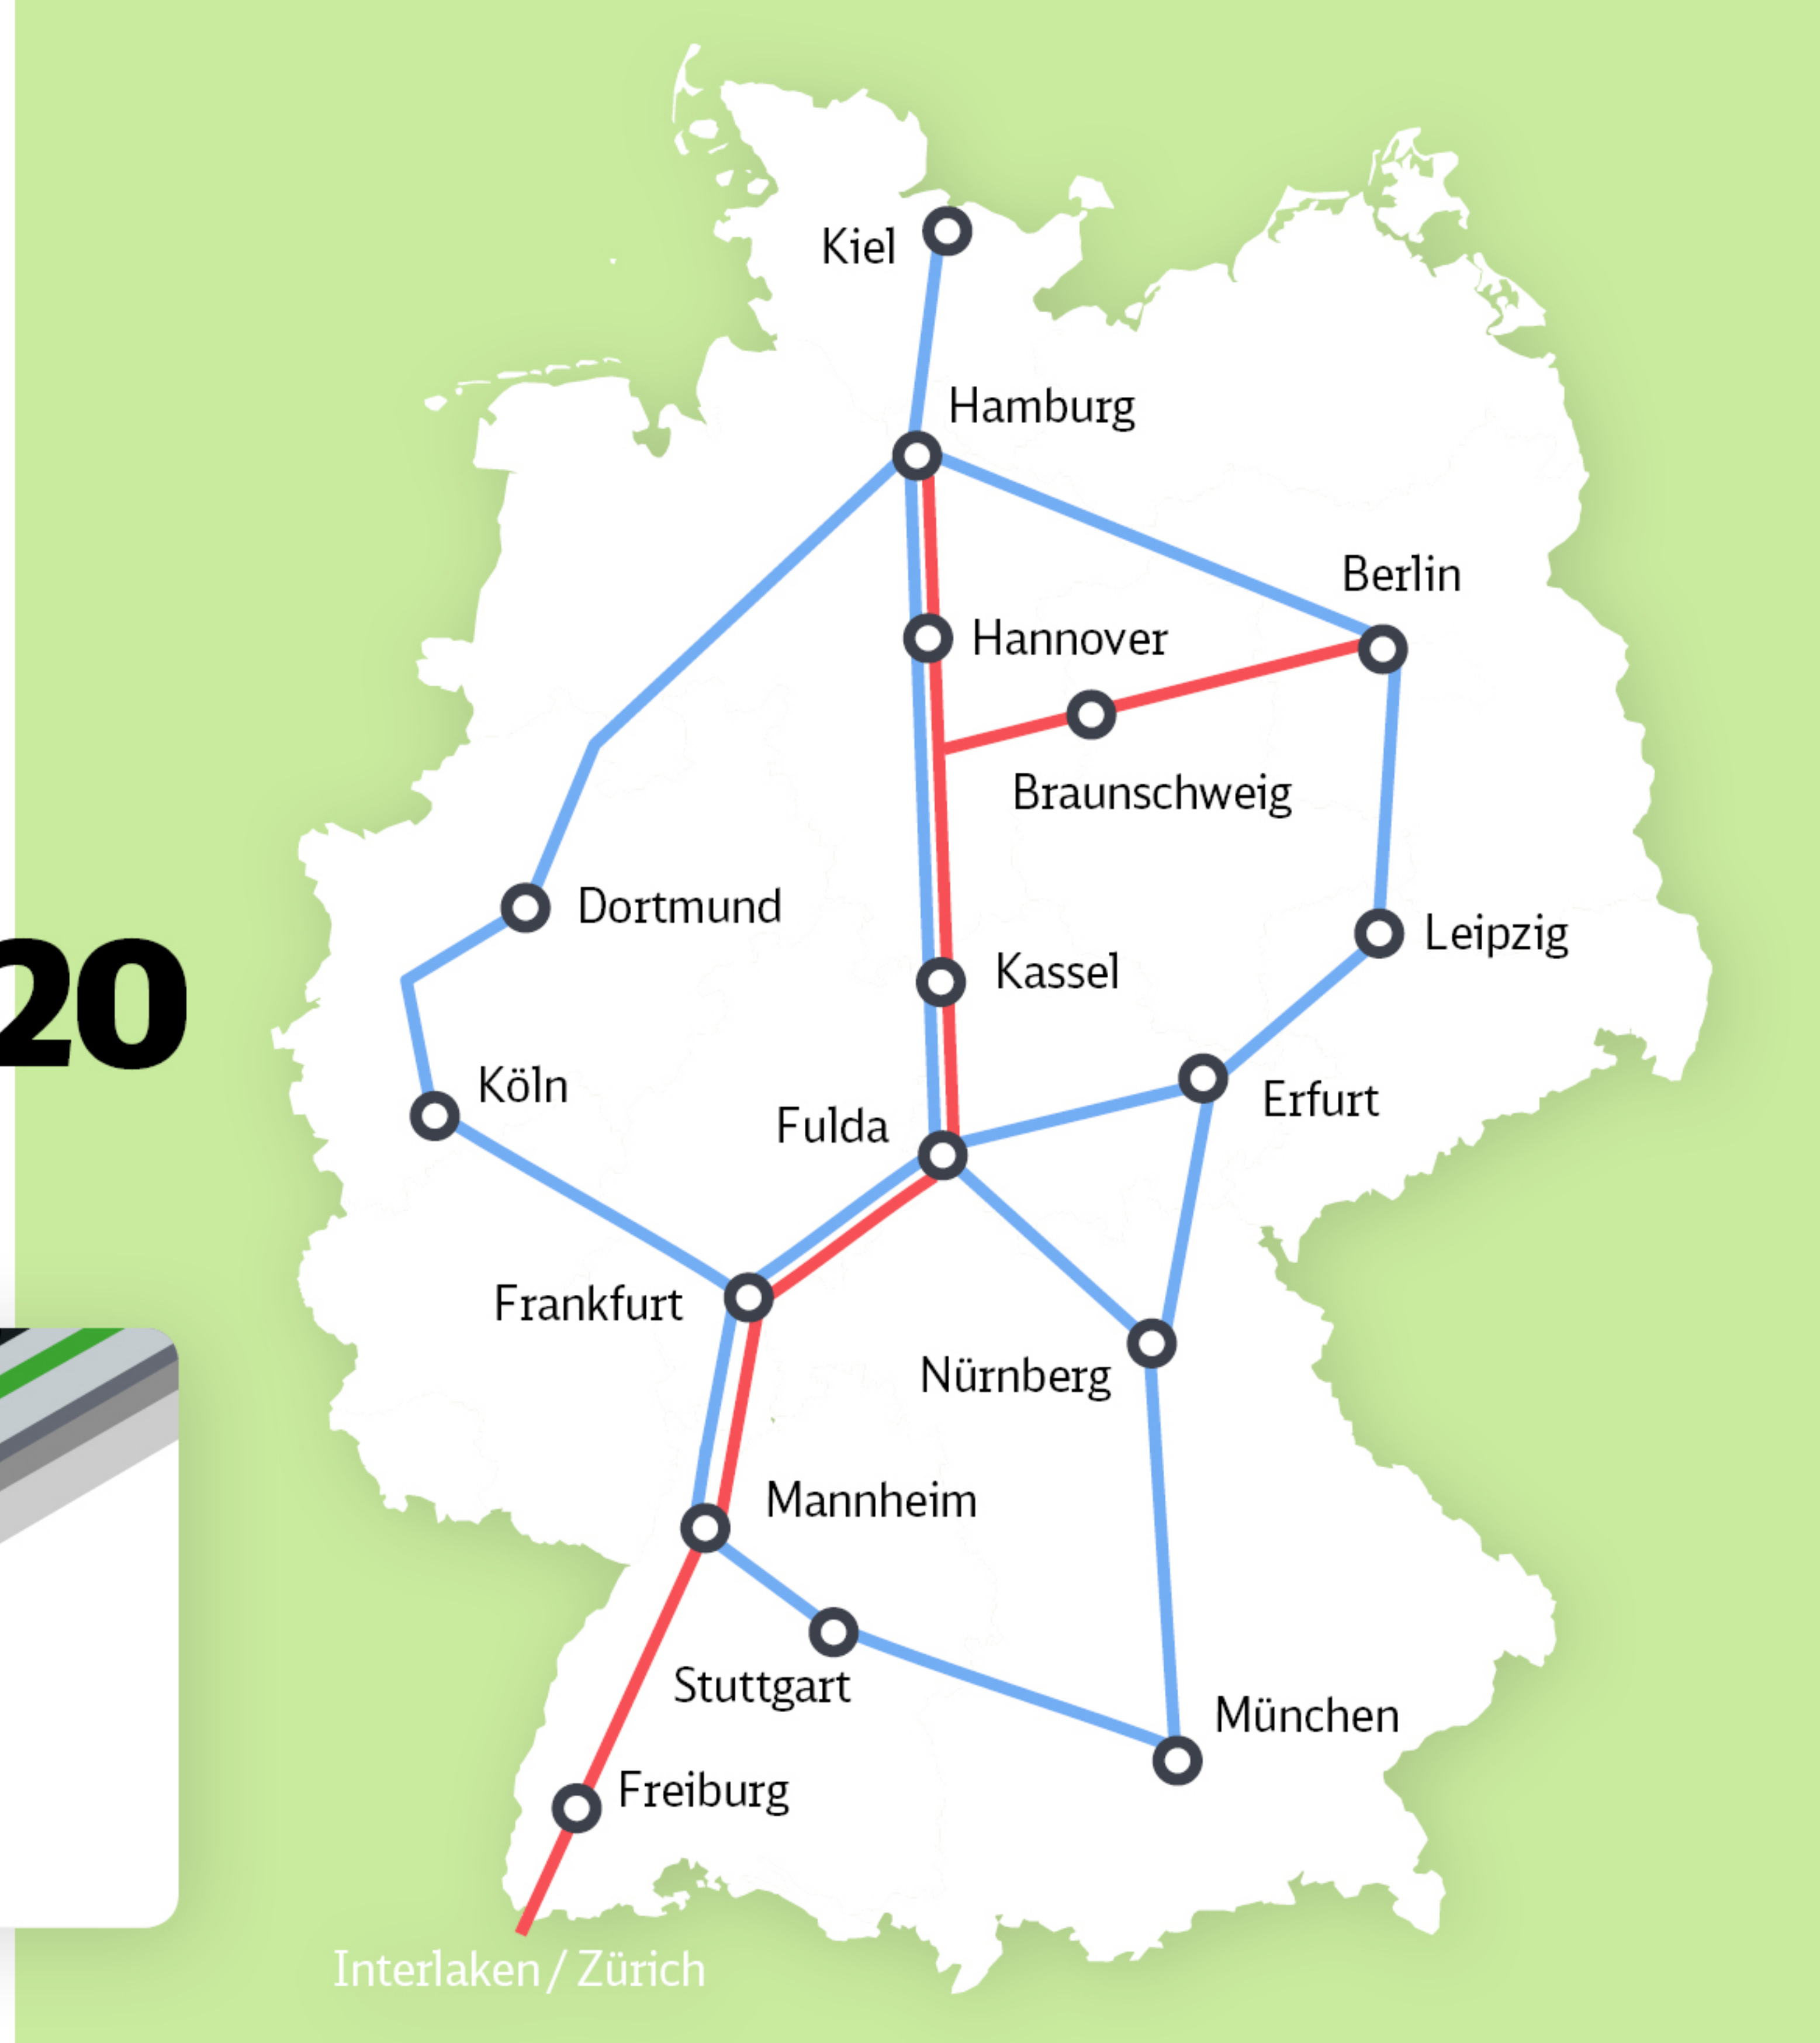 Kiel
Hamburg
Berlin
Hannover
Braunschweig
Dortmund
Leipzig
20
Kassel
Köln
Erfurt
Fulda
Frankfurt
Nürnberg
Mannheim
Stuttgart
München
Freiburg
Interlaken / Zürich